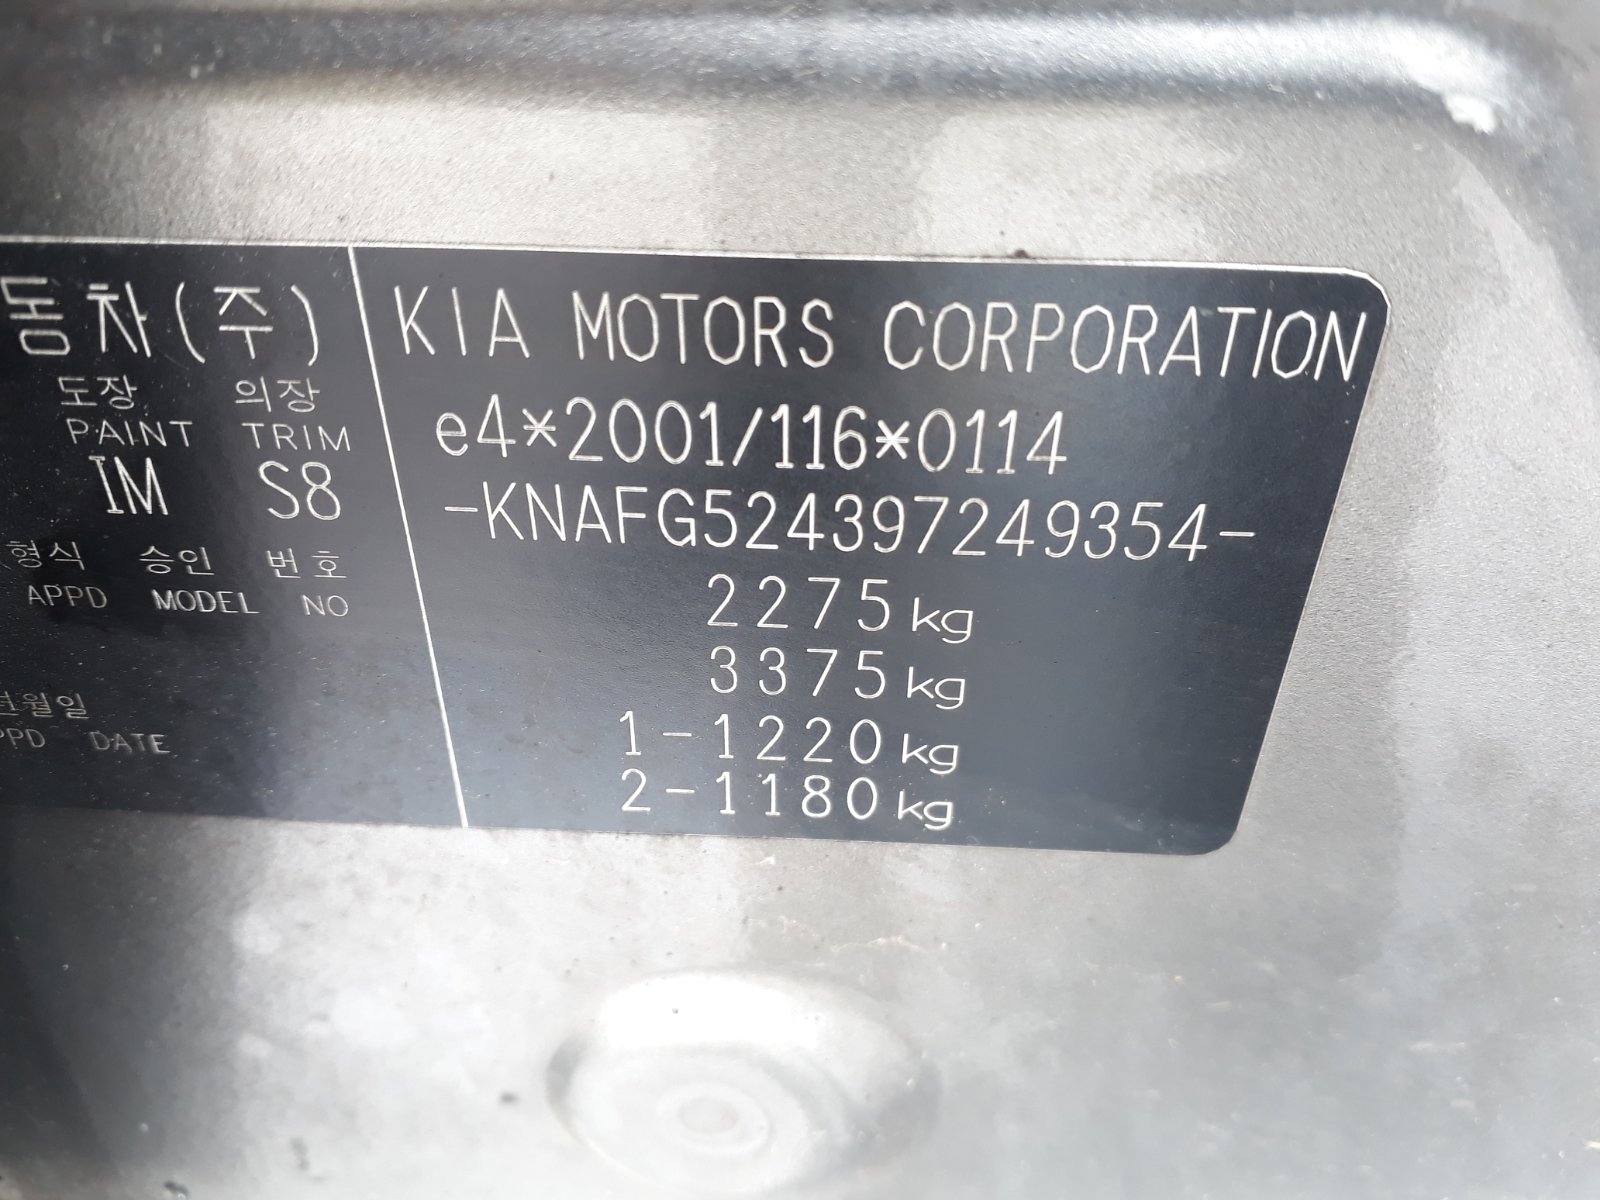 동차(주) KIA MOTORS CORPORATION
도장 의장
PAINT TRIM e4*2001/116*0114
IM S8 -KNAFG524397249354-
형식 승인 번호
APPD MODEL NO 2275kg
3375kg
월일 1-1220kg
DATE 2-1180kg